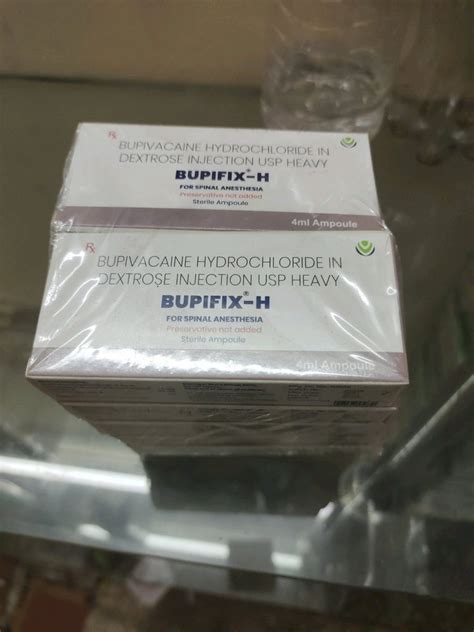 Rx
BUPIVACAINE HYDROCHLORIDE IN
DEXTROSE INJECTION USP HEAVY
BUPIFIX®-H
FOR SPINAL ANESTHESIA
Preservative not added
Sterile Ampoule
4ml Ampoule
Rx
BUPIVACAINE HYDROCHLORIDE IN
DEXTROSE INJECTION USP HEAVY
BUPIFIX®-H
FOR SPINAL ANESTHESIA
Preservative not added
Sterile Ampoule
4ml Ampoule